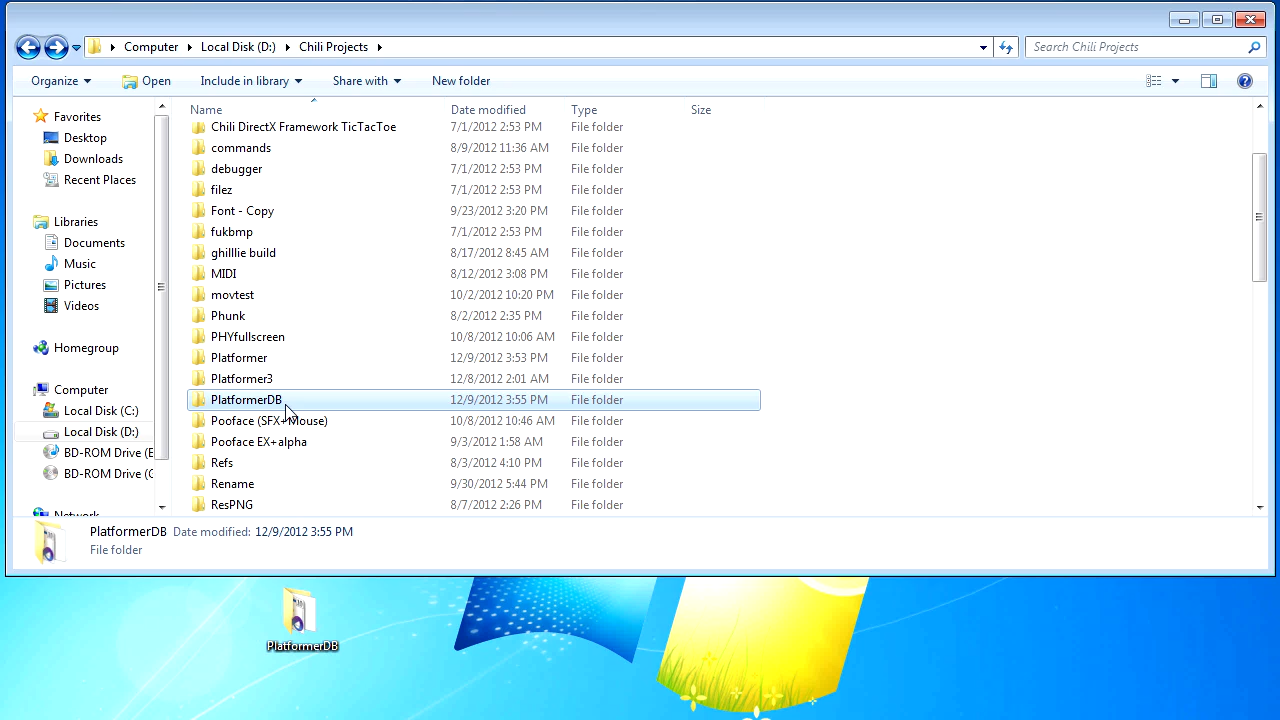 Computer Local Disk (D:) Chili Projects
Search Chili Projects
Organize Open Include in library Share with New folder
Favorites
Desktop
Downloads
Recent Places
Libraries
Documents
Music
Pictures
Videos
Homegroup
Computer
Local Disk (C:)
Local Disk (D:)
BD-ROM Drive (E
BD-ROM Drive (G
Network
Name Date modified Type Size
Chili DirectX Framework TicTacToe 7/1/2012 2:53 PM File folder
commands 8/9/2012 11:36 AM File folder
debugger 7/1/2012 2:53 PM File folder
filez 7/1/2012 2:53 PM File folder
Font - Copy 9/23/2012 3:20 PM File folder
fukbmp 7/1/2012 2:53 PM File folder
ghilllie build 8/17/2012 8:45 AM File folder
MIDI 8/12/2012 3:08 PM File folder
movtest 10/2/2012 10:20 PM File folder
Phunk 8/2/2012 2:35 PM File folder
PHYfullscreen 10/8/2012 10:06 AM File folder
Platformer 12/9/2012 3:53 PM File folder
Platformer3 12/8/2012 2:01 AM File folder
PlatformerDB 12/9/2012 3:55 PM File folder
Pooface (SFX+Mouse) 10/8/2012 10:46 AM File folder
Pooface EX+alpha 9/3/2012 1:58 AM File folder
Refs 8/3/2012 4:10 PM File folder
Rename 9/30/2012 5:44 PM File folder
ResPNG 8/7/2012 2:26 PM File folder
PlatformerDB Date modified: 12/9/2012 3:55 PM
File folder
PlatformerDB